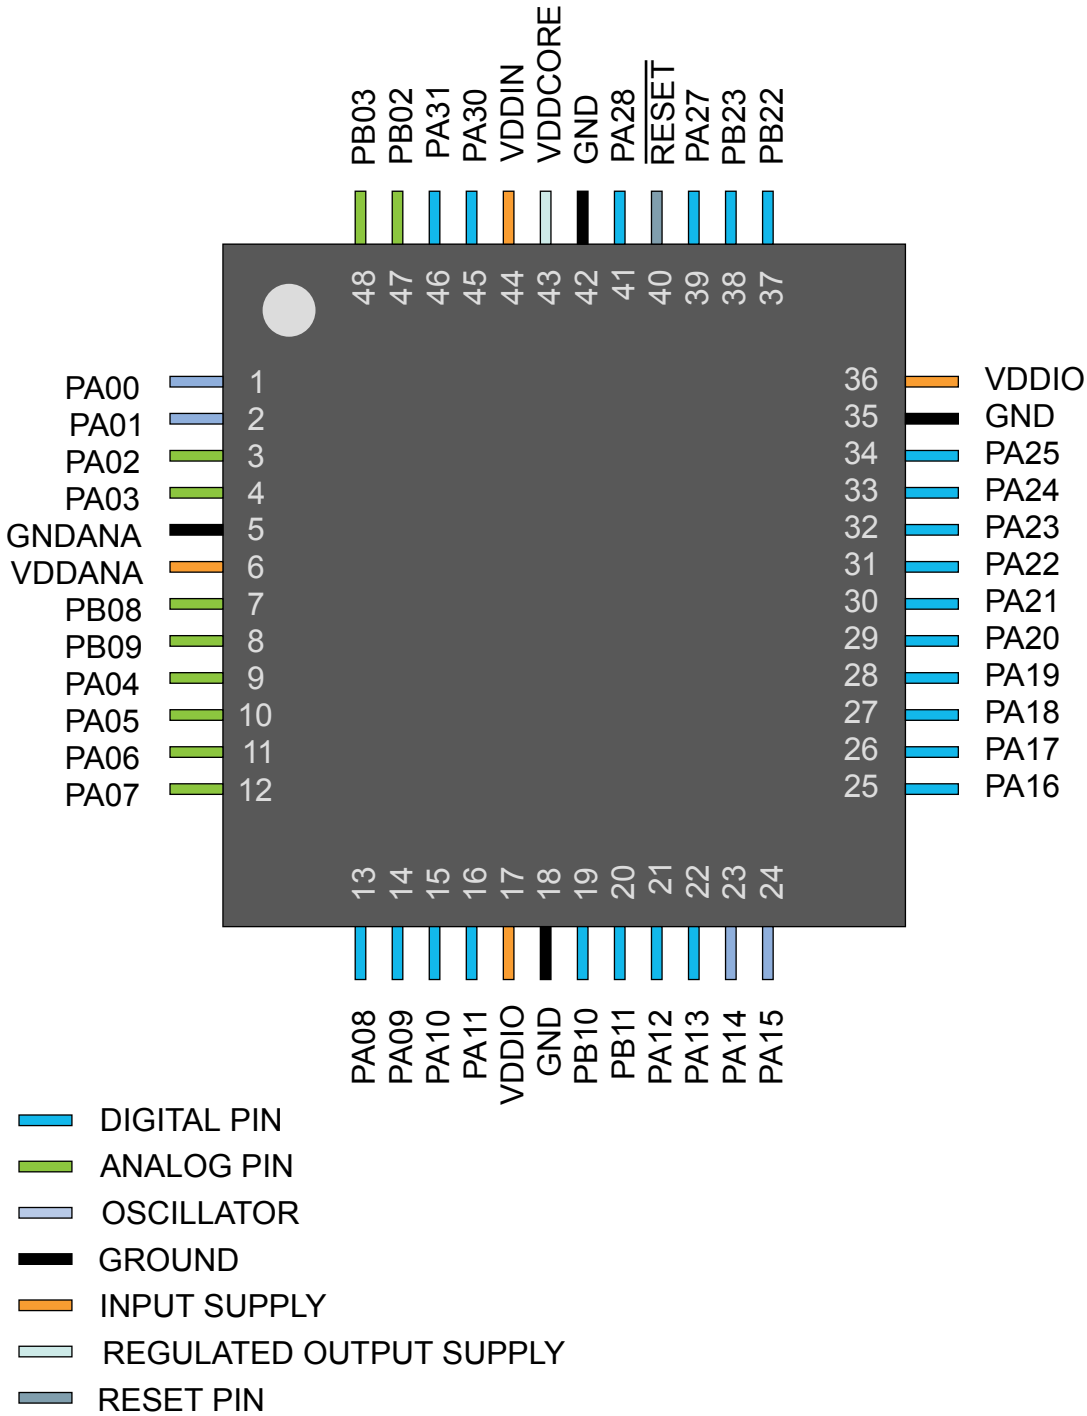 PB03
PB02
PA31
PA30
VDDIN
VDDCORE
GND
PA28
RESET
PA27
PB23
PB22
48
47
46
45
44
43
42
41
40
39
38
37
PA00 1
PA01 2
PA02 3
PA03 4
GNDANA 5
VDDANA 6
PB08 7
PB09 8
PA04 9
PA05 10
PA06 11
PA07 12
36 VDDIO
35 GND
34 PA25
33 PA24
32 PA23
31 PA22
30 PA21
29 PA20
28 PA19
27 PA18
26 PA17
25 PA16
13
14
15
16
17
18
19
20
21
22
23
24
PA08
PA09
PA10
PA11
VDDIO
GND
PB10
PB11
PA12
PA13
PA14
PA15
DIGITAL PIN
ANALOG PIN
OSCILLATOR
GROUND
INPUT SUPPLY
REGULATED OUTPUT SUPPLY
RESET PIN